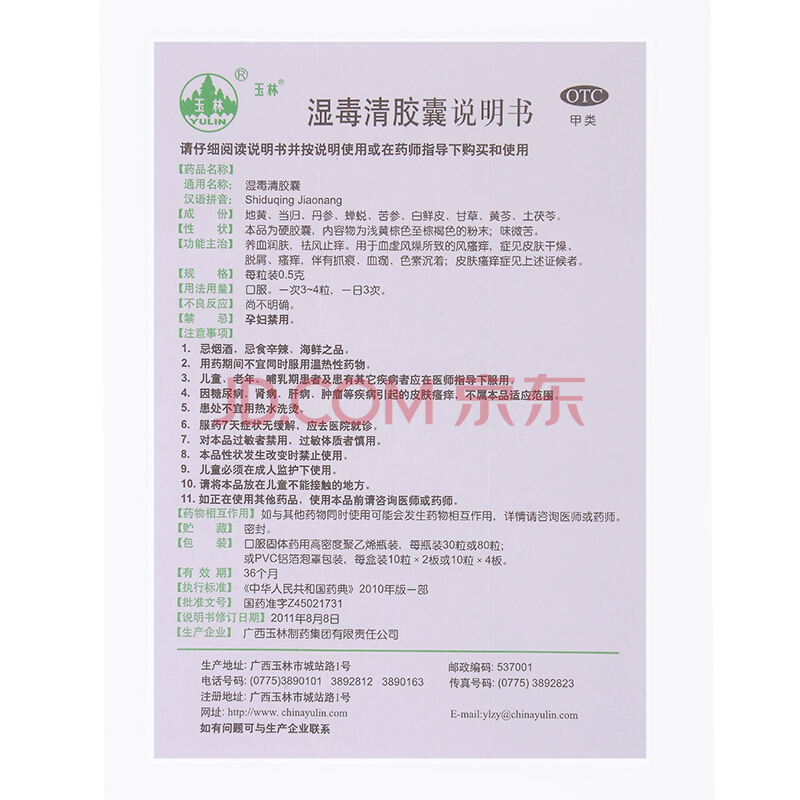 玉林
YULIN
®
玉林®
湿毒清胶囊说明书
OTC
甲类
请仔细阅读说明书并按说明使用或在药师指导下购买和使用
【药品名称】
通用名称：湿毒清胶囊
汉语拼音：Shiduqing Jiaonang
【成　份】地黄、当归、丹参、蝉蜕、苦参、白鲜皮、甘草、黄芩、土茯苓。
【性　状】本品为硬胶囊，内容物为浅黄棕色至棕褐色的粉末；味微苦。
【功能主治】养血润肤，祛风止痒。用于血虚风燥所致的风瘙痒，症见皮肤干燥、
脱屑、瘙痒，伴有抓痕、血痂、色素沉着；皮肤瘙痒症见上述证候者。
【规　格】每粒装0.5克
【用法用量】口服。一次3~4粒，一日3次。
【不良反应】尚不明确。
【禁　忌】孕妇禁用。
【注意事项】
1. 忌烟酒，忌食辛辣、海鲜之品。
2. 用药期间不宜同时服用温热性药物。
3. 儿童、老年、哺乳期患者及患有其它疾病者应在医师指导下服用。
4. 因糖尿病、肾病、肝病、肿瘤等疾病引起的皮肤瘙痒，不属本品适应范围。
JD.COM 京东
5. 患处不宜用热水洗烫。
6. 服药7天症状无缓解，应去医院就诊。
7. 对本品过敏者禁用，过敏体质者慎用。
8. 本品性状发生改变时禁止使用。
9. 儿童必须在成人监护下使用。
10. 请将本品放在儿童不能接触的地方。
11. 如正在使用其他药品，使用本品前请咨询医师或药师。
【药物相互作用】如与其他药物同时使用可能会发生药物相互作用，详情请咨询医师或药师。
【贮　藏】密封。
【包　装】口服固体药用高密度聚乙烯瓶装，每瓶装30粒或80粒；
或PVC铝箔泡罩包装，每盒装10粒×2板或10粒×4板。
【有 效 期】36个月
【执行标准】《中华人民共和国药典》2010年版一部
【批准文号】国药准字Z45021731
【说明书修订日期】2011年8月8日
【生产企业】广西玉林制药集团有限责任公司
生产地址：广西玉林市城站路1号　邮政编码：537001
电话号码：(0775)3890101 3892812 3890163　传真号码：(0775) 3892823
注册地址：广西玉林市城站路1号
网址：http://www. chinayulin.com　E-mail:ylzy@chinayulin.com
如有问题可与生产企业联系